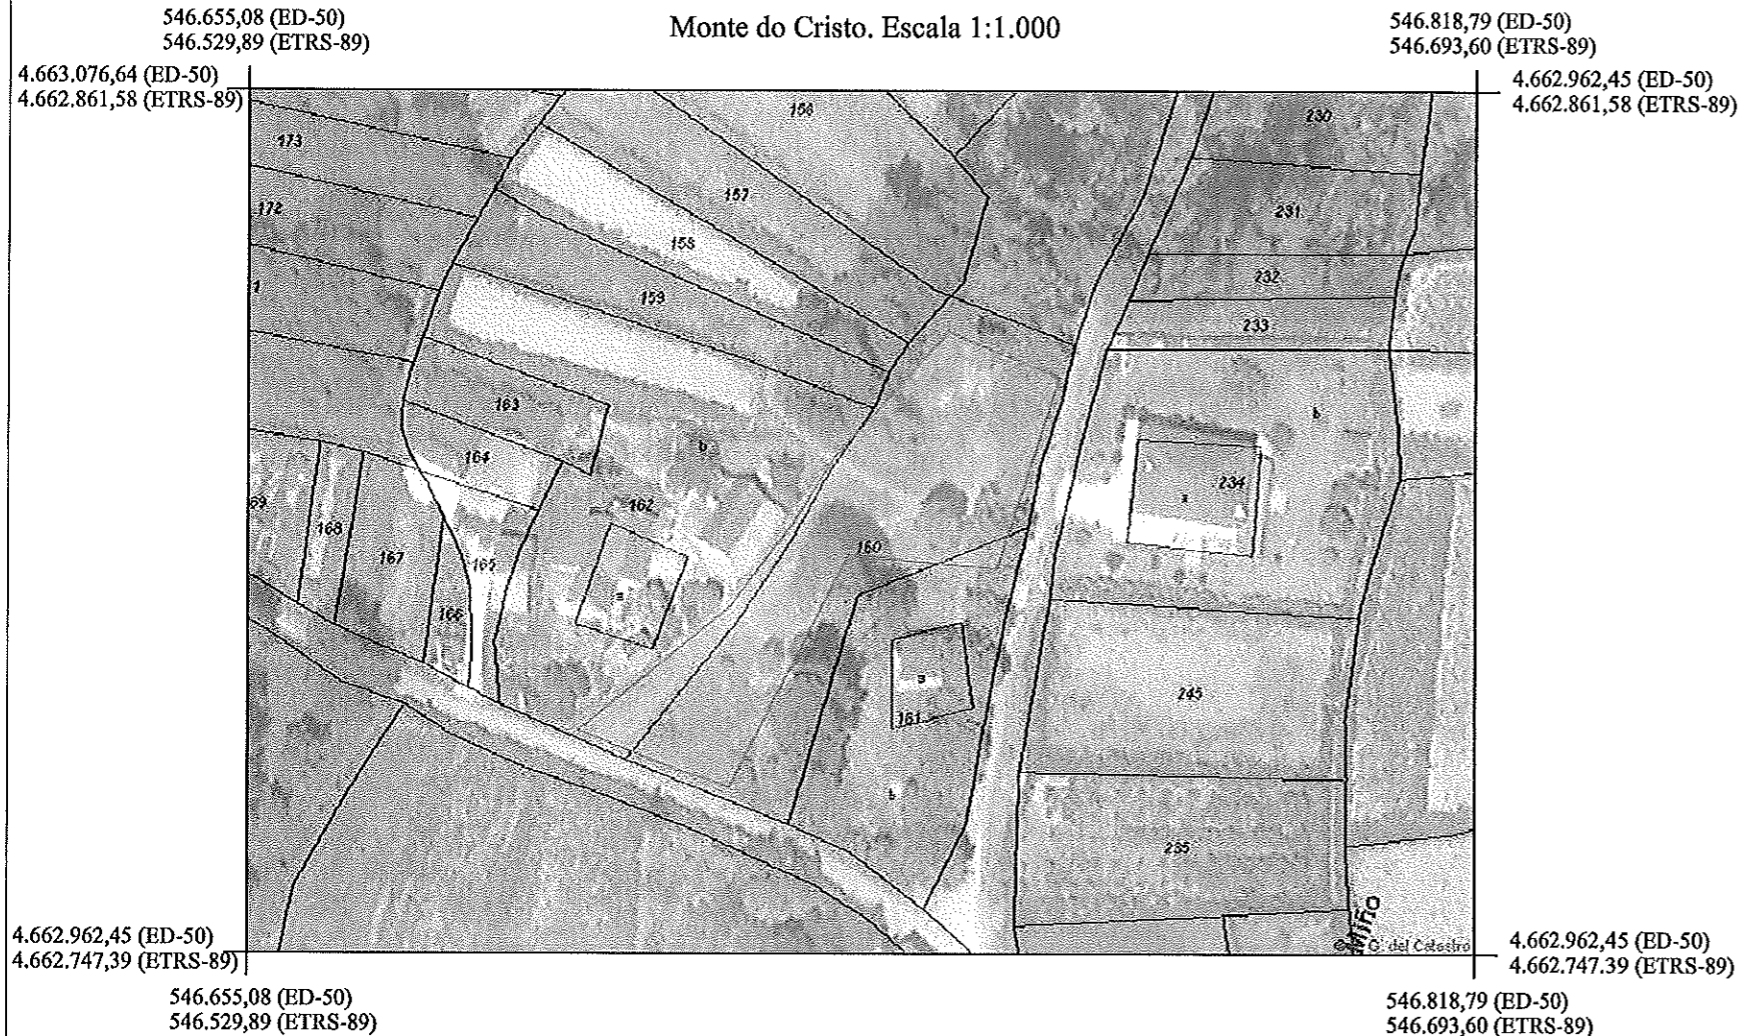 546.655,08 (ED-50)
546.529,89 (ETRS-89)
Monte do Cristo. Escala 1:1.000
546.818,79 (ED-50)
546.693,60 (ETRS-89)
4.663.076,64 (ED-50)
4.662.861,58 (ETRS-89)
4.662.962,45 (ED-50)
4.662.861,58 (ETRS-89)
156
230
173
157
231
172
158
232
1
159
233
163
b
b
164
234
a
69
168
162
160
167
165
a
166
a
245
161
b
235
Miño
G. del Catastro
4.662.962,45 (ED-50)
4.662.747,39 (ETRS-89)
4.662.962,45 (ED-50)
4.662.747.39 (ETRS-89)
546.655,08 (ED-50)
546.529,89 (ETRS-89)
546.818,79 (ED-50)
546.693,60 (ETRS-89)